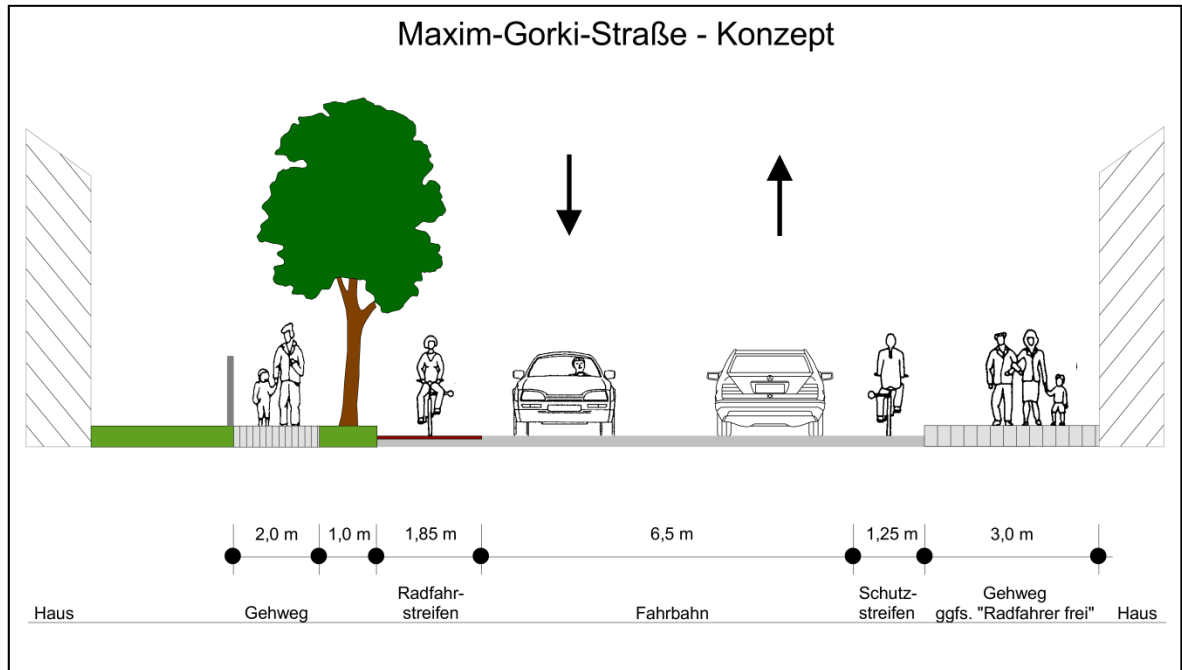 Maxim-Gorki-Straße - Konzept
2,0 m 1,0 m 1,85 m 6,5 m 1,25 m 3,0 m
Haus Gehweg Radfahr-
streifen Fahrbahn Schutz-
streifen Gehweg
ggfs. "Radfahrer frei" Haus